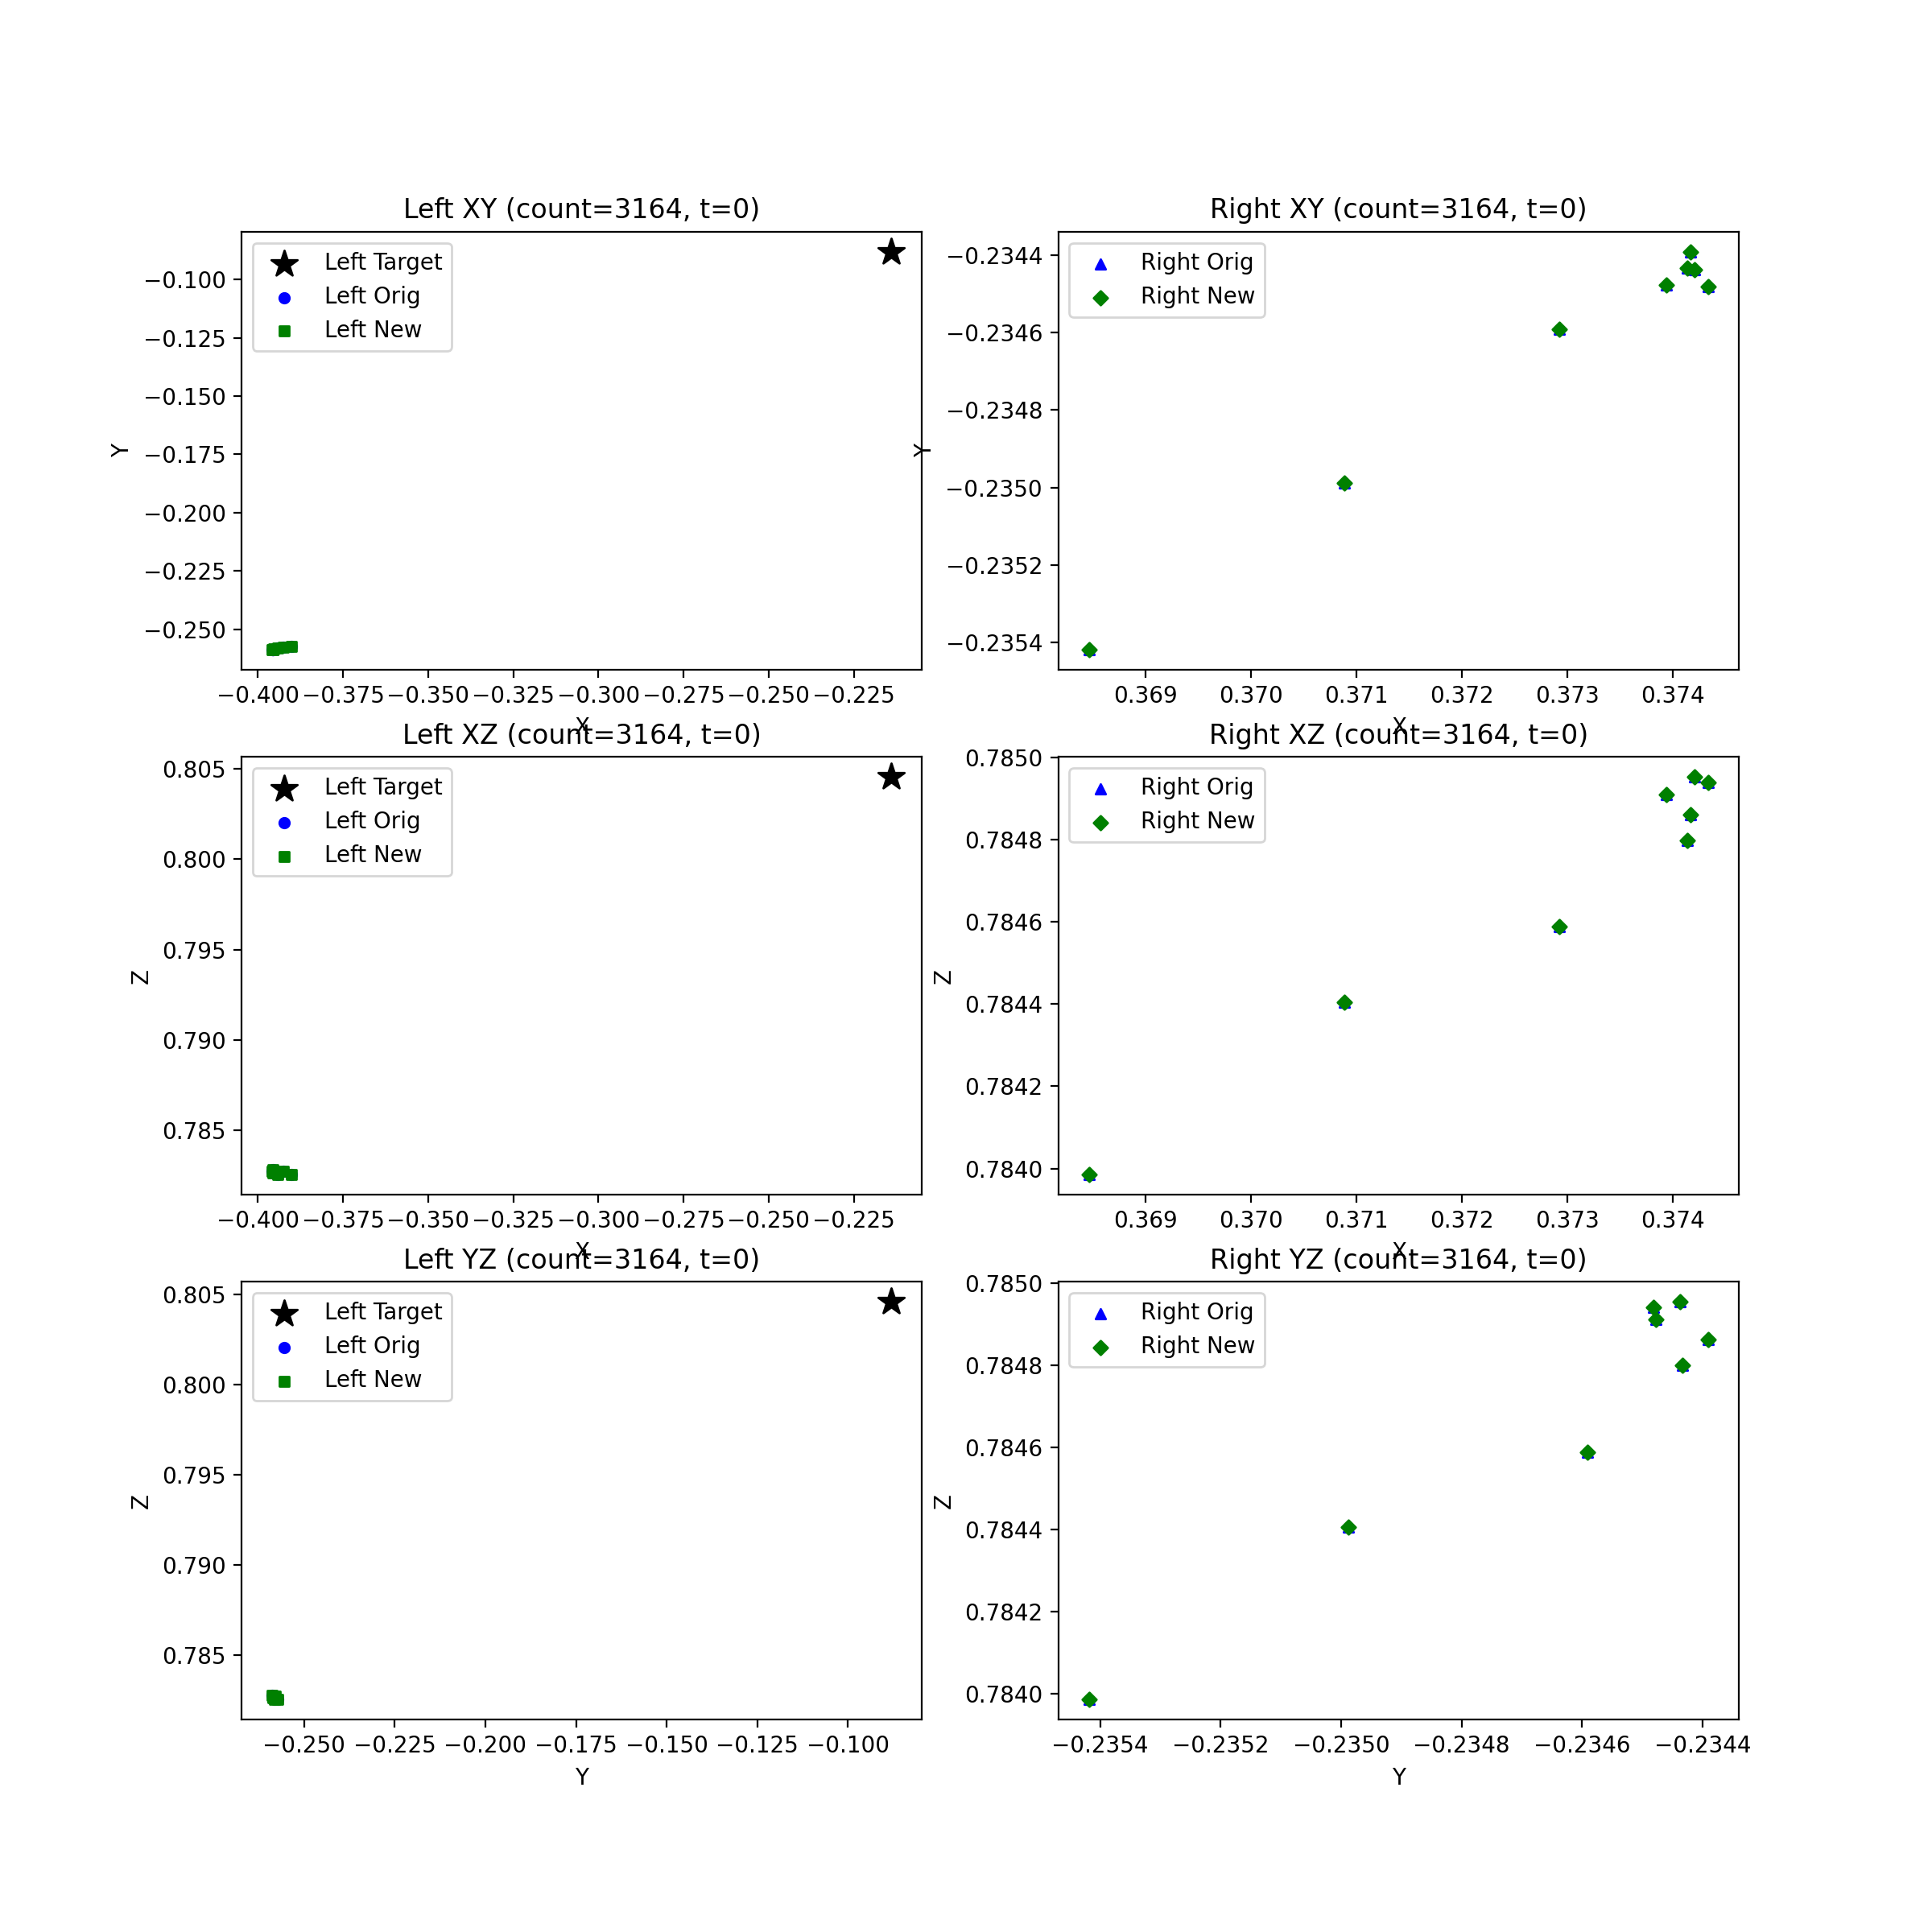 Left XY (count=3164, t=0)
Left Target
Left Orig
Left New
−0.100
−0.125
−0.150
−0.175
−0.200
−0.225
−0.250
Y
−0.400 −0.375 −0.350 −0.325 −0.300 −0.275 −0.250 −0.225
X
Right XY (count=3164, t=0)
Right Orig
Right New
−0.2344
−0.2346
−0.2348
−0.2350
−0.2352
−0.2354
Y
0.369 0.370 0.371 0.372 0.373 0.374
X
Left XZ (count=3164, t=0)
Left Target
Left Orig
Left New
0.805
0.800
0.795
0.790
0.785
Z
−0.400 −0.375 −0.350 −0.325 −0.300 −0.275 −0.250 −0.225
X
Right XZ (count=3164, t=0)
Right Orig
Right New
0.7850
0.7848
0.7846
0.7844
0.7842
0.7840
Z
0.369 0.370 0.371 0.372 0.373 0.374
X
Left YZ (count=3164, t=0)
Left Target
Left Orig
Left New
0.805
0.800
0.795
0.790
0.785
Z
−0.250 −0.225 −0.200 −0.175 −0.150 −0.125 −0.100
Y
Right YZ (count=3164, t=0)
Right Orig
Right New
0.7850
0.7848
0.7846
0.7844
0.7842
0.7840
Z
−0.2354 −0.2352 −0.2350 −0.2348 −0.2346 −0.2344
Y